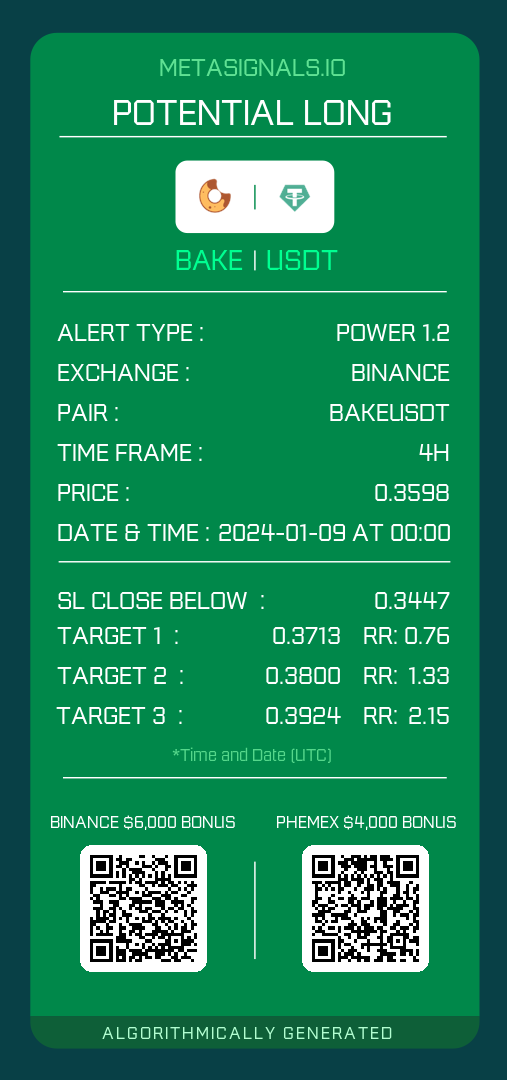 METASIGNALS.IO
POTENTIAL LONG
BAKE | USDT
ALERT TYPE : POWER 1.2
EXCHANGE : BINANCE
PAIR : BAKEUSDT
TIME FRAME : 4H
PRICE : 0.3598
DATE & TIME : 2024-01-09 AT 00:00
SL CLOSE BELOW : 0.3447
TARGET 1 : 0.3713 RR: 0.76
TARGET 2 : 0.3800 RR: 1.33
TARGET 3 : 0.3924 RR: 2.15
*Time and Date (UTC)
BINANCE $6,000 BONUS PHEMEX $4,000 BONUS
ALGORITHMICALLY GENERATED